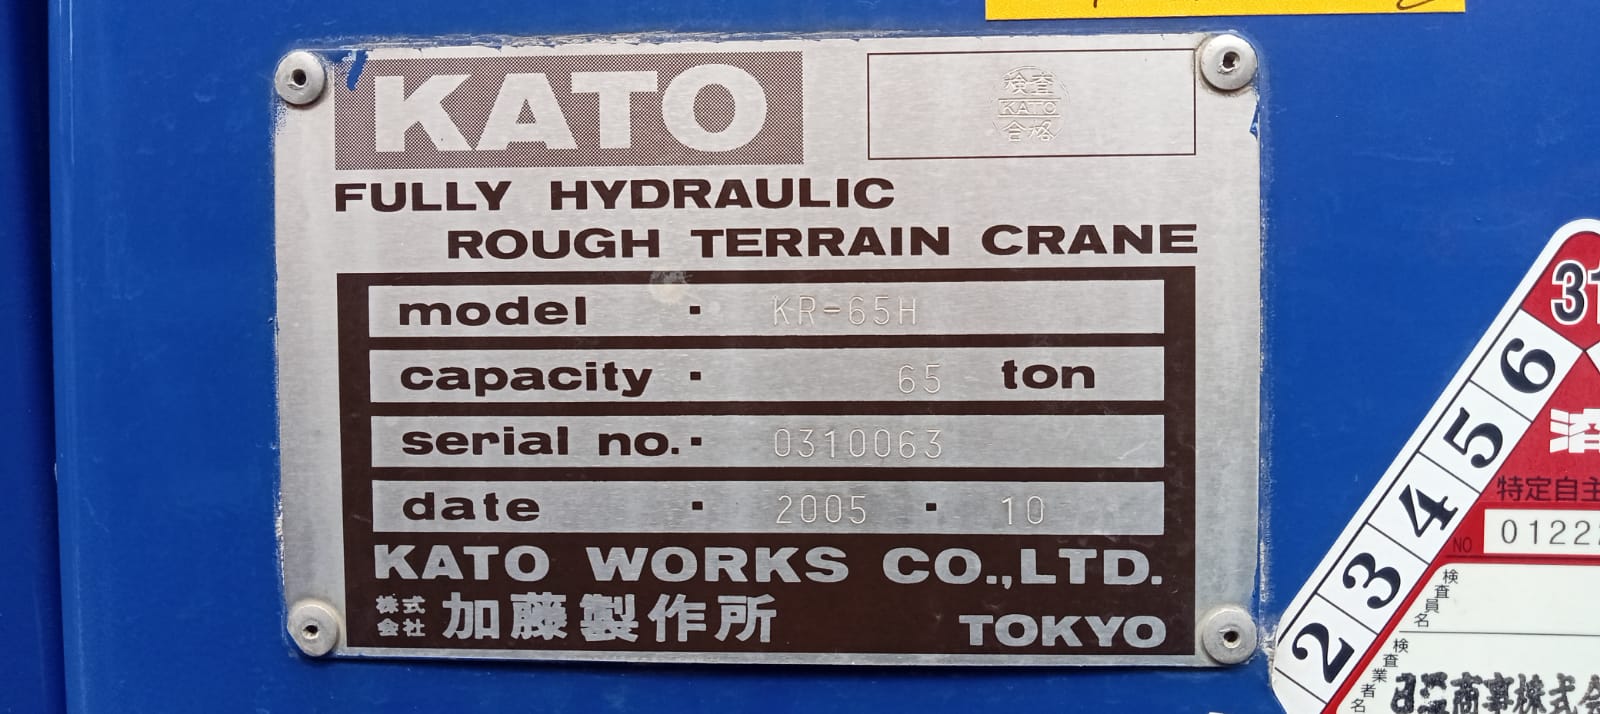 KATO
検査
KATO
合格
FULLY HYDRAULIC
ROUGH TERRAIN CRANE
model · KR-65H
capacity · 65 ton
serial no. · 0310063
date · 2005 · 10
KATO WORKS CO.,LTD.
株式会社 加藤製作所 TOKYO
31
6
5
4
3
2
特定自主
NO 0122
検査員名
検査業者名
商事株式会